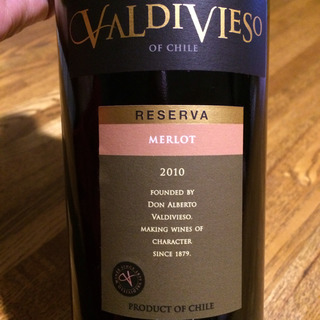 VALDIVIESO
OF CHILE
RESERVA
MERLOT
2010
FOUNDED BY
DON ALBERTO
VALDIVIESO.
MAKING WINES OF
CHARACTER
SINCE 1879.
PRODUCT OF CHILE